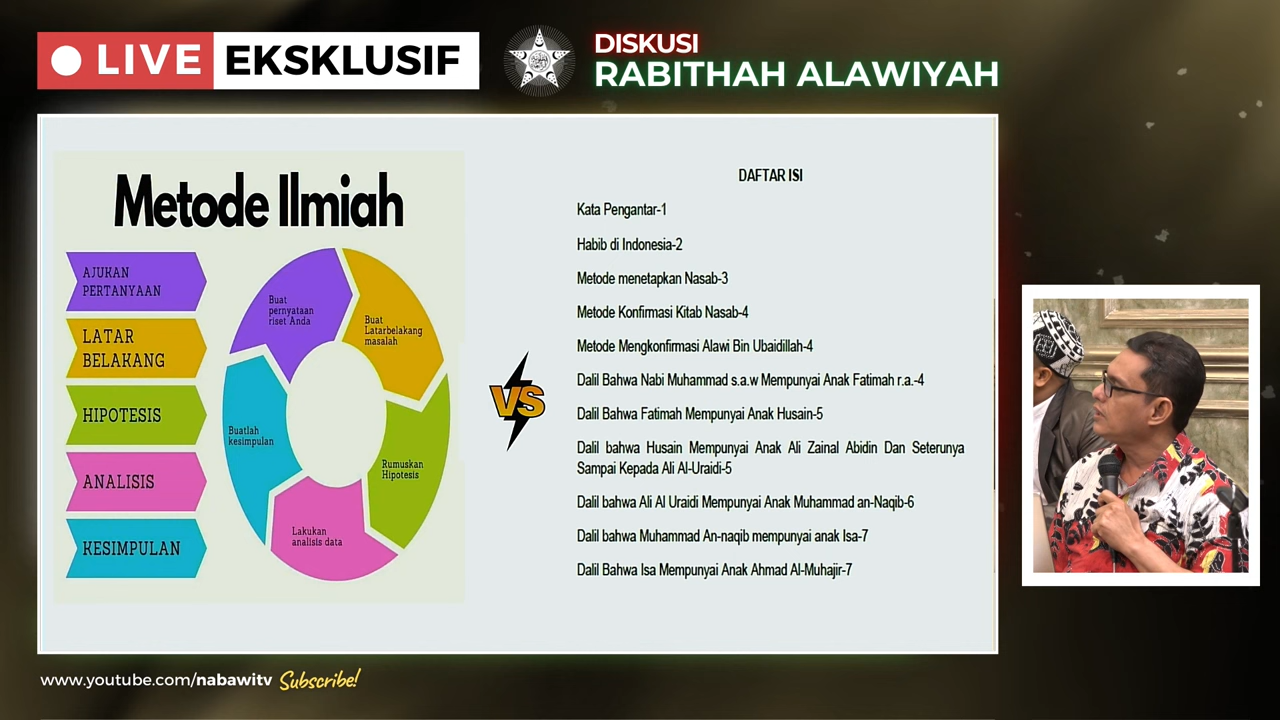 LIVE EKSKLUSIF
DISKUSI
RABITHAH ALAWIYAH
Metode Ilmiah
AJUKAN
PERTANYAAN
LATAR
BELAKANG
HIPOTESIS
ANALISIS
KESIMPULAN
Buat
pernyataan
riset Anda
Buat
Latarbelakang
masalah
Rumuskan
Hipotesis
Lakukan
analisis data
Buatlah
kesimpulan
VS
DAFTAR ISI
Kata Pengantar-1
Habib di Indonesia-2
Metode menetapkan Nasab-3
Metode Konfirmasi Kitab Nasab-4
Metode Mengkonfirmasi Alawi Bin Ubaidillah-4
Dalil Bahwa Nabi Muhammad s.a.w Mempunyai Anak Fatimah r.a.-4
Dalil Bahwa Fatimah Mempunyai Anak Husain-5
Dalil bahwa Husain Mempunyai Anak Ali Zainal Abidin Dan Seterunya
Sampai Kepada Ali Al-Uraidi-5
Dalil bahwa Ali Al Uraidi Mempunyai Anak Muhammad an-Naqib-6
Dalil bahwa Muhammad An-naqib mempunyai anak Isa-7
Dalil Bahwa Isa Mempunyai Anak Ahmad Al-Muhajir-7
www.youtube.com/nabawitv Subscribe!